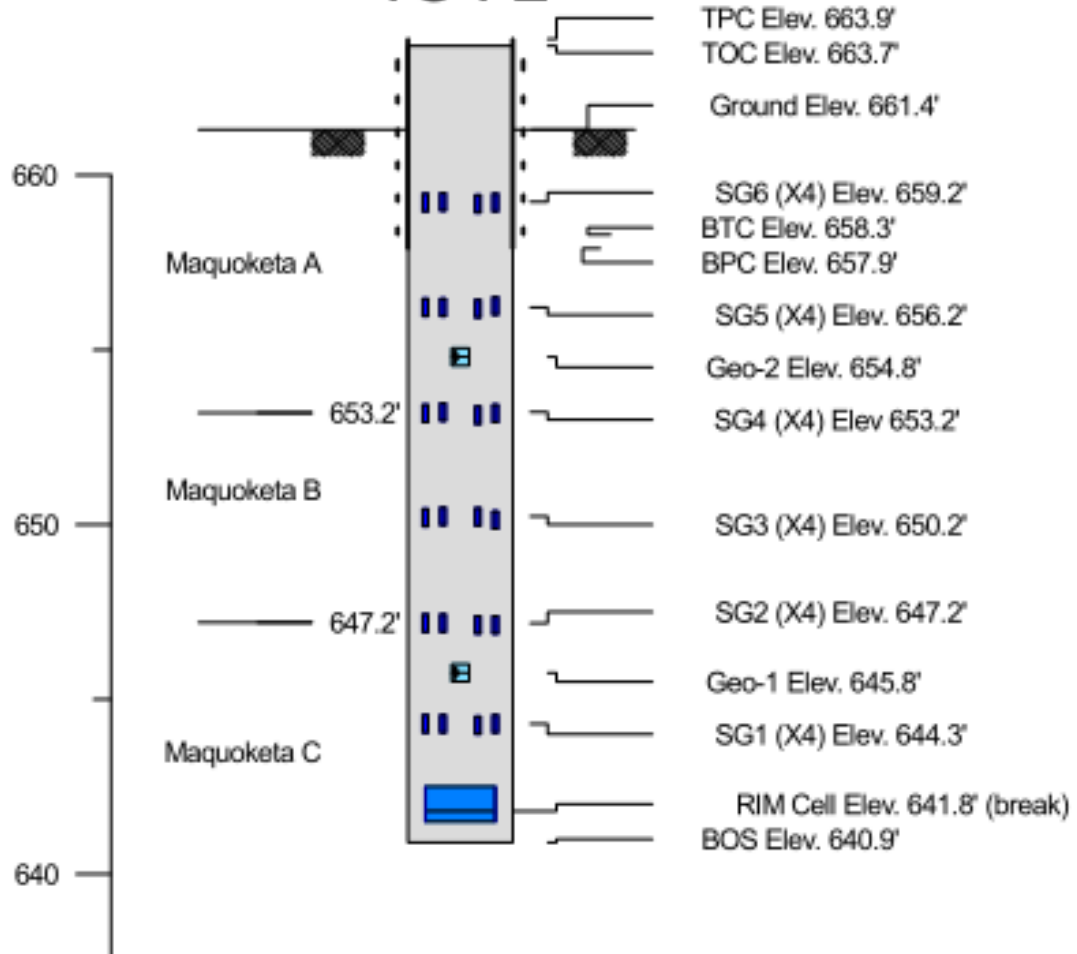 TPC Elev. 663.9'
TOC Elev. 663.7'
Ground Elev. 661.4'
660
SG6 (X4) Elev. 659.2'
BTC Elev. 658.3'
Maquoketa A
BPC Elev. 657.9'
SG5 (X4) Elev. 656.2'
Geo-2 Elev. 654.8'
653.2'
SG4 (X4) Elev 653.2'
Maquoketa B
650
SG3 (X4) Elev. 650.2'
647.2'
SG2 (X4) Elev. 647.2'
Geo-1 Elev. 645.8'
SG1 (X4) Elev. 644.3'
Maquoketa C
RIM Cell Elev. 641.8' (break)
BOS Elev. 640.9'
640